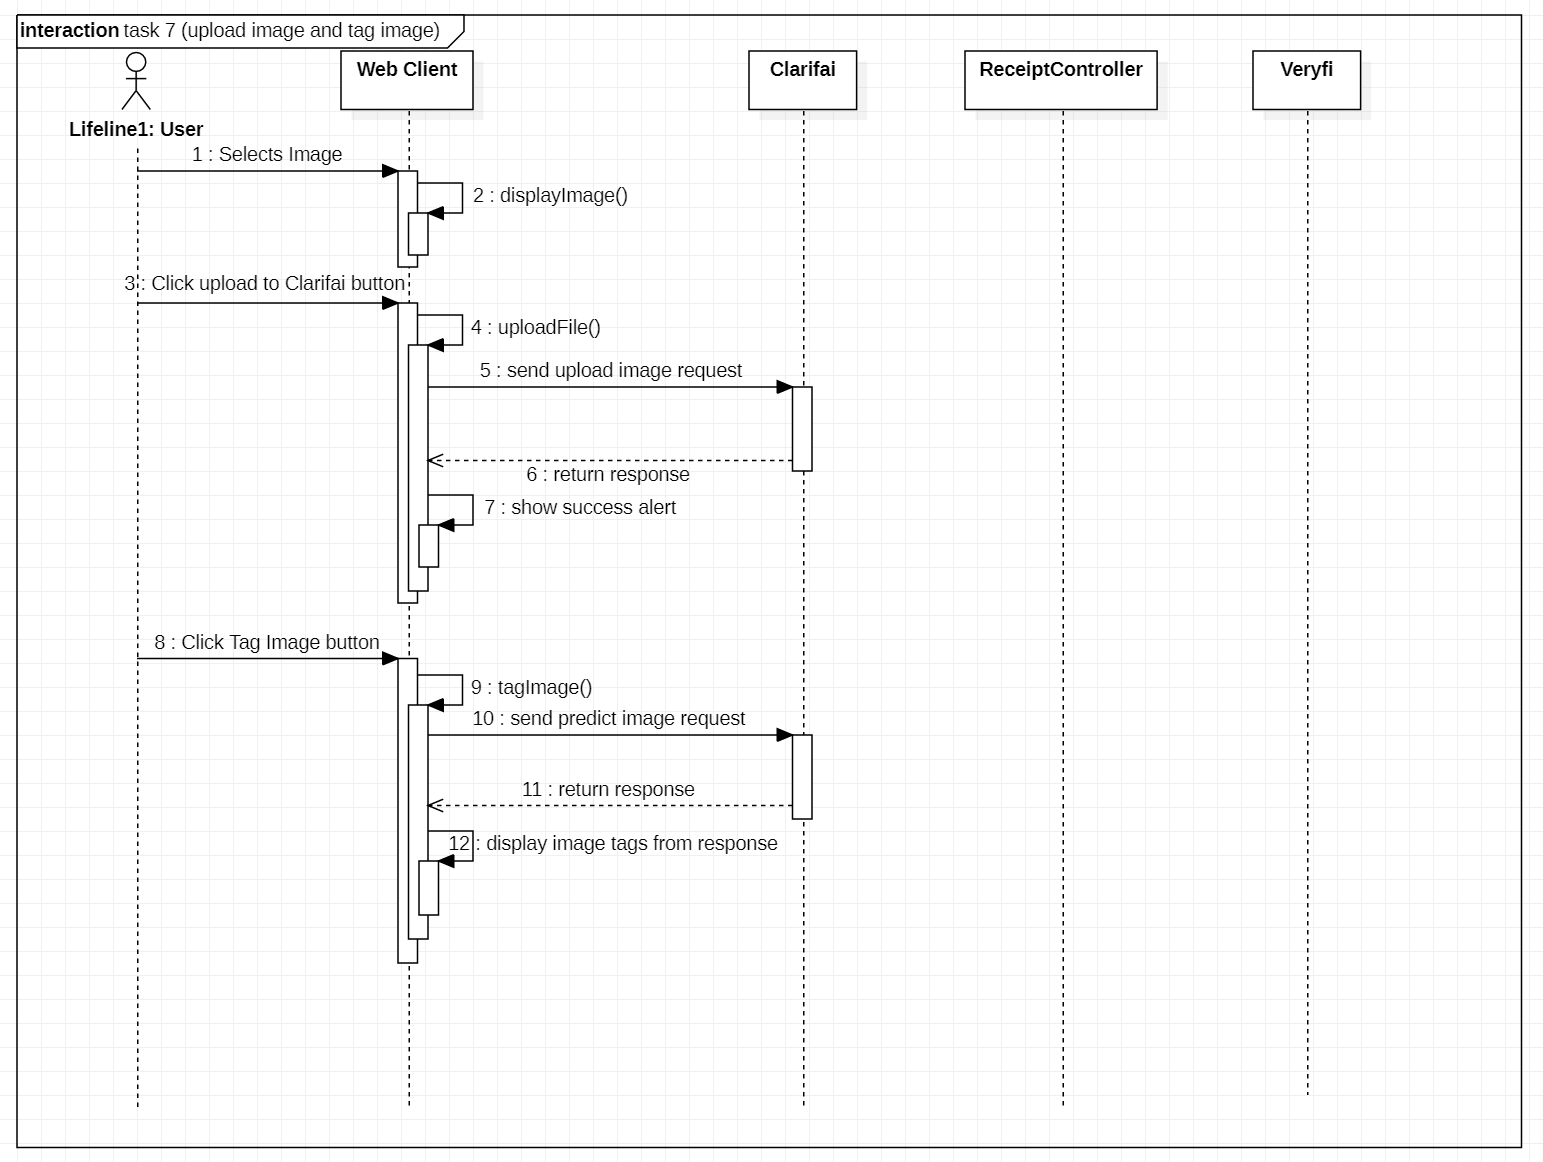 interaction task 7 (upload image and tag image)
Web Client
Clarifai
ReceiptController
Veryfi
Lifeline1: User
1 : Selects Image
2 : displayImage()
3 : Click upload to Clarifai button
4 : uploadFile()
5 : send upload image request
6 : return response
7 : show success alert
8 : Click Tag Image button
9 : tagImage()
10 : send predict image request
11 : return response
12 : display image tags from response